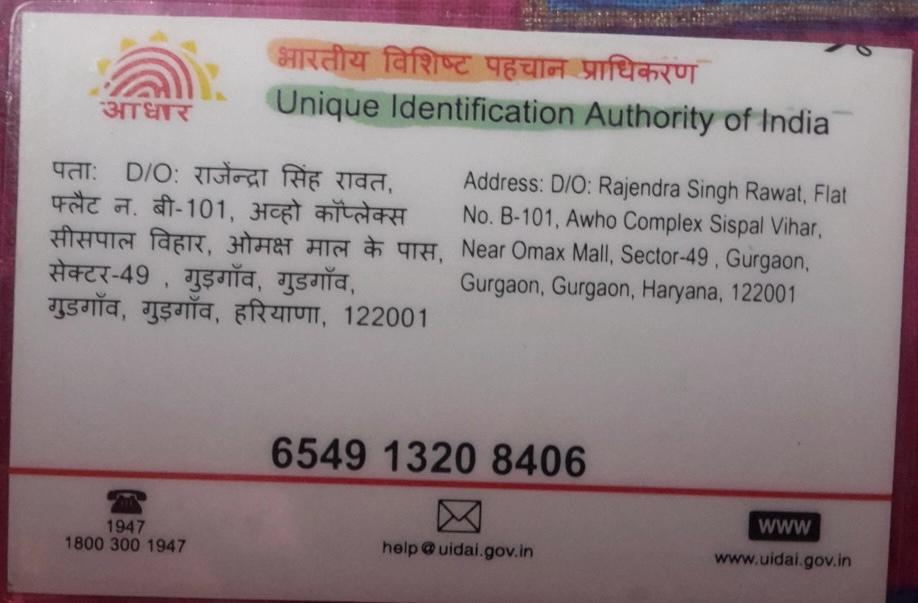 आधार
भारतीय विशिष्ट पहचान प्राधिकरण
Unique Identification Authority of India
पता: D/O: राजेंन्द्रा सिंह रावत,
फ्लैट न. बी-101, अव्हो कॉप्लेक्स
सीसपाल विहार, ओमक्ष माल के पास,
सेक्टर-49 , गुड़गाँव, गुडगाँव,
गुडगाँव, गुड़गाँव, हरियाणा, 122001
Address: D/O: Rajendra Singh Rawat, Flat
No. B-101, Awho Complex Sispal Vihar,
Near Omax Mall, Sector-49 , Gurgaon,
Gurgaon, Gurgaon, Haryana, 122001
6549 1320 8406
1947
1800 300 1947
help@uidai.gov.in
WWW
www.uidai.gov.in